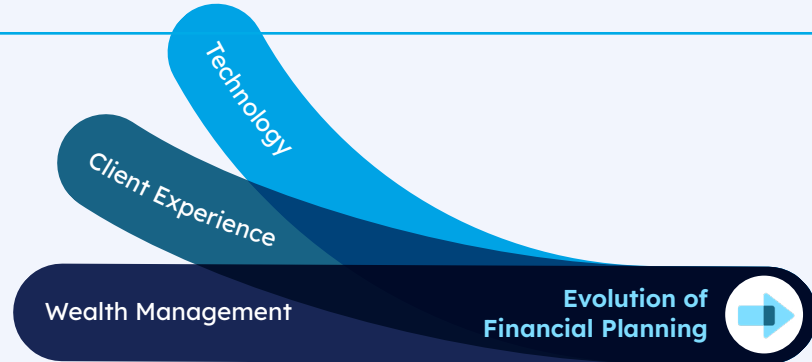 Technology
Client Experience
Wealth Management
Evolution of
Financial Planning